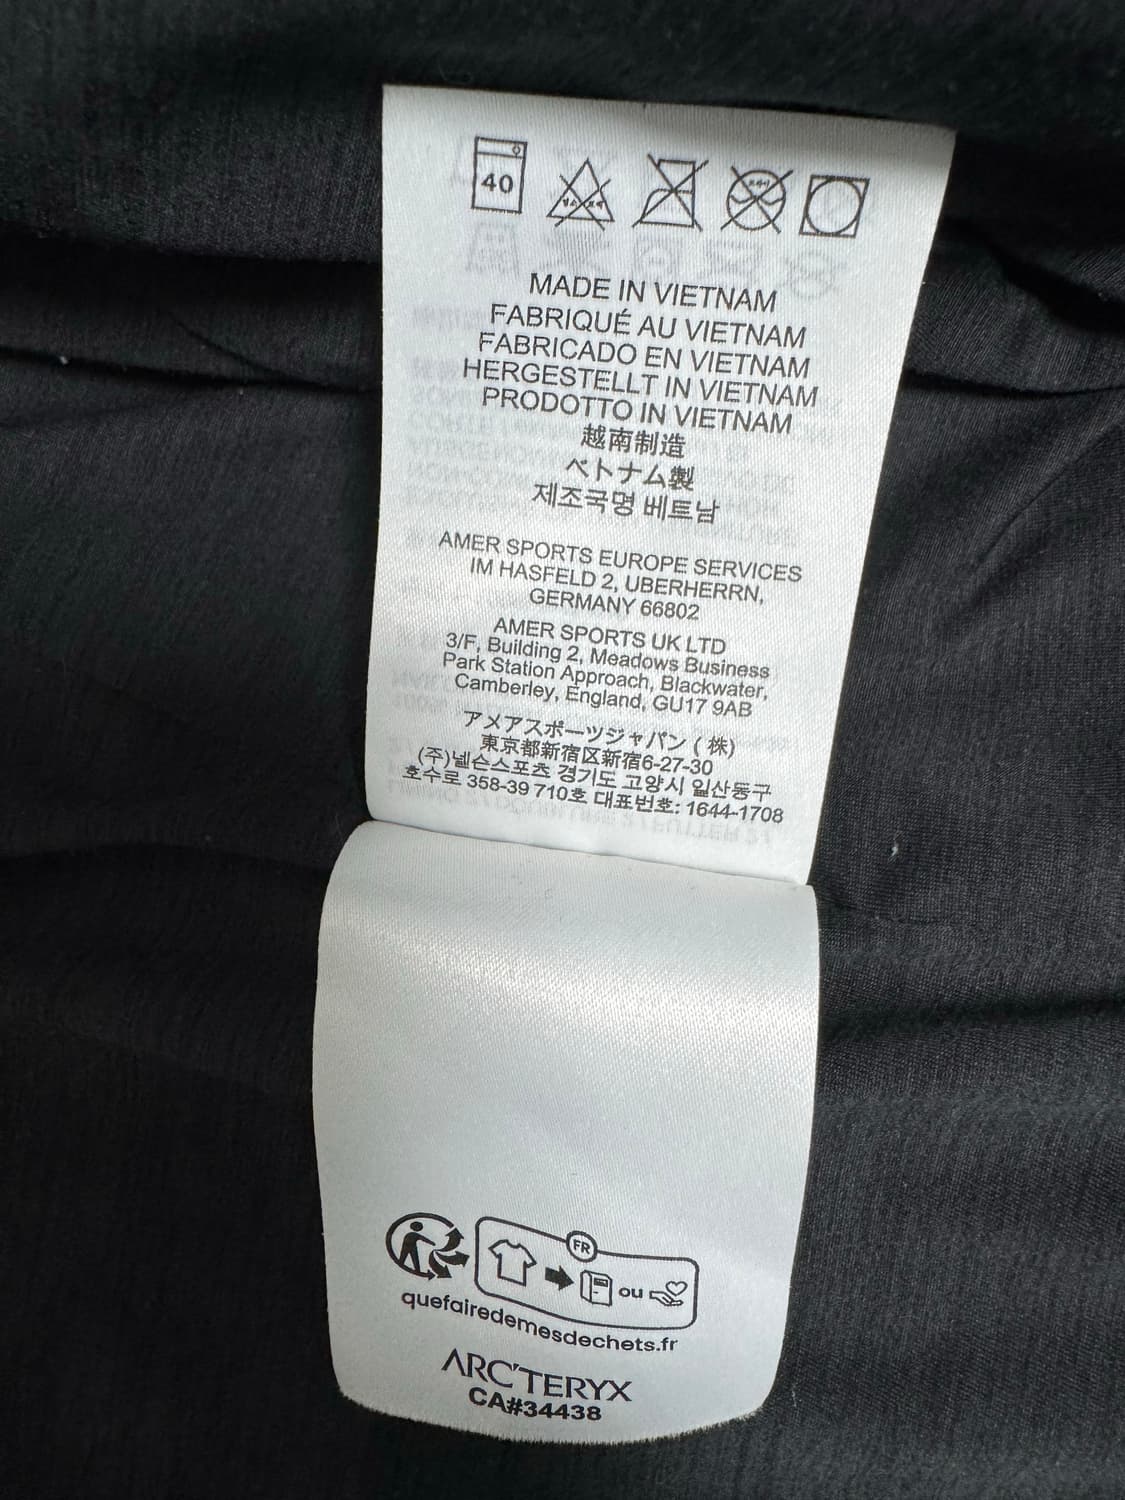 40
MADE IN VIETNAM
FABRIQUÉ AU VIETNAM
FABRICADO EN VIETNAM
HERGESTELLT IN VIETNAM
PRODOTTO IN VIETNAM
越南制造
ベトナム製
제조국명 베트남
AMER SPORTS EUROPE SERVICES
IM HASFELD 2, UBERHERRN,
GERMANY 66802
AMER SPORTS UK LTD
3/F, Building 2, Meadows Business
Park Station Approach, Blackwater,
Camberley, England, GU17 9AB
アメアスポーツジャパン (株)
東京都新宿区新宿6-27-30
(주)넬슨스포츠 경기도 고양시 일산동구
호수로 358-39 710호 대표번호: 1644-1708
FR
ou
quefairedemesdechets.fr
ARC'TERYX
CA#34438